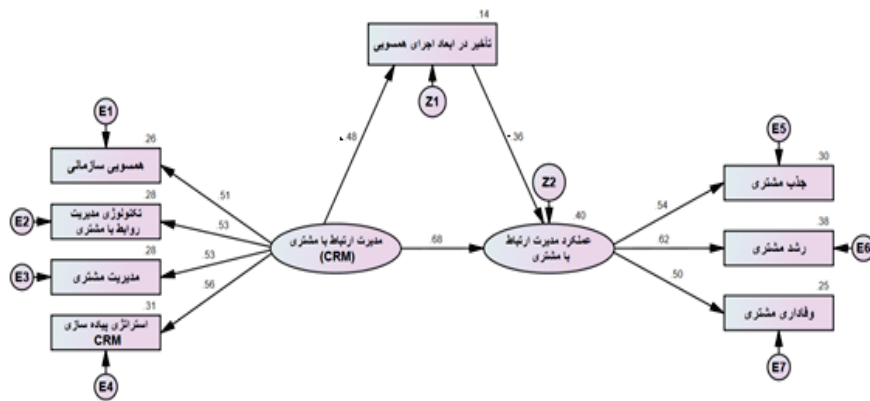 .14
تأخیر در ابعاد اجرای همسویی
Z1
.48
-.36
E1
.26
همسویی سازمانی
.51
E2
.28
تکنولوژی مدیریت
روابط با مشتری
.53
E3
.28
مدیریت مشتری
.53
.31
استراتژی پیاده سازی
CRM
.56
E4
مدیرت ارتباط با مشتری
(CRM)
.68
Z2
.40
عملکرد مدیرت ارتباط
با مشتری
E5
.30
جذب مشتری
.54
.38
رشد مشتری
.62
E6
.25
وفاداری مشتری
.50
E7